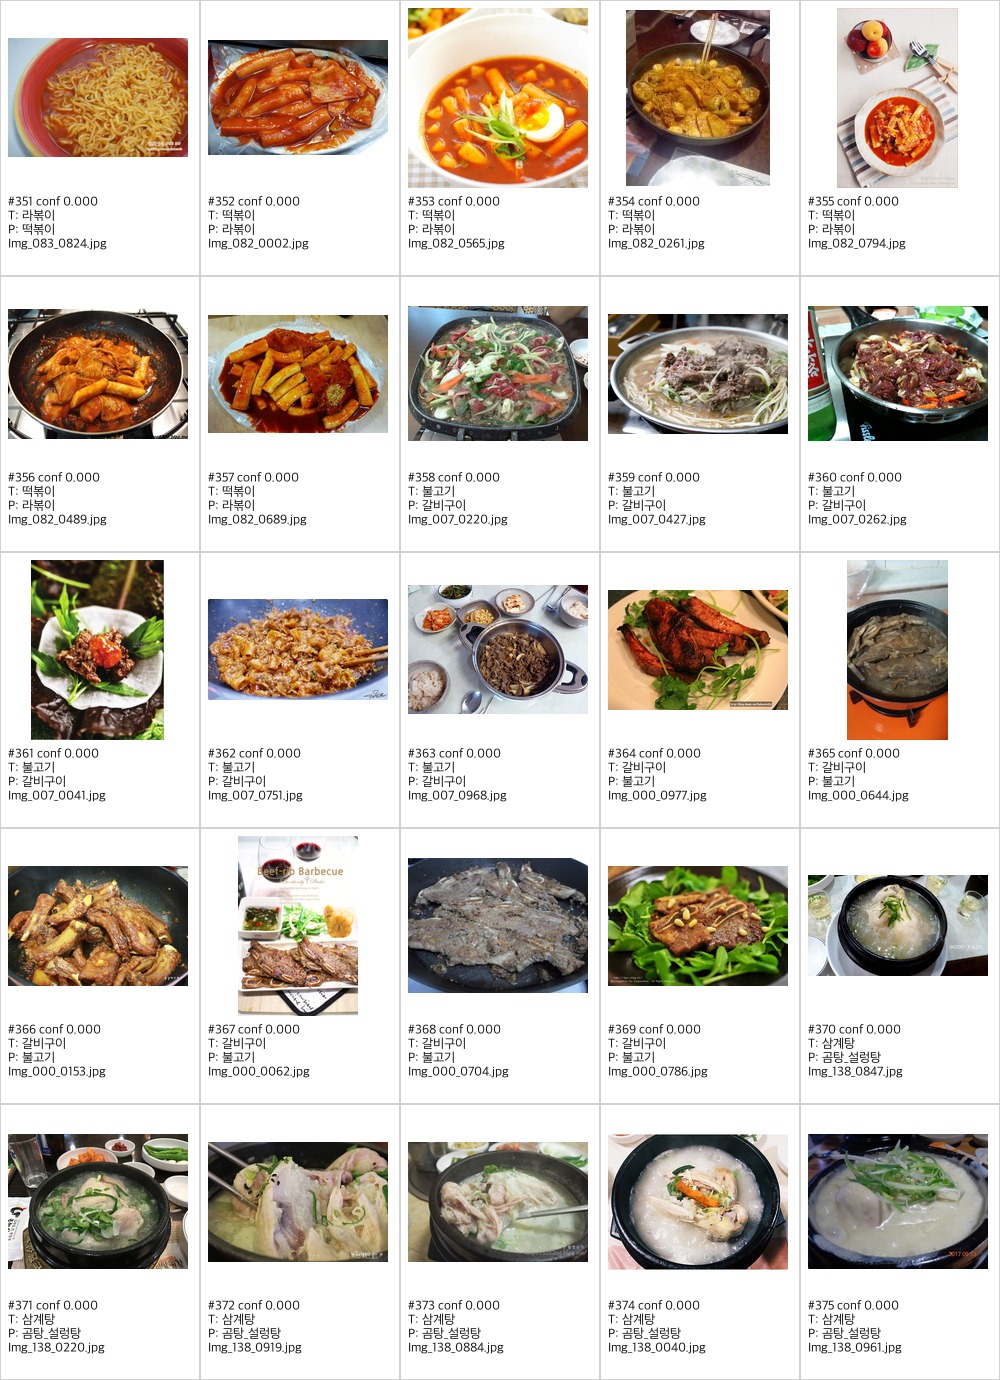 #351 conf 0.000
T: 라볶이
P: 떡볶이
Img_083_0824.jpg
#352 conf 0.000
T: 떡볶이
P: 라볶이
Img_082_0002.jpg
#353 conf 0.000
T: 떡볶이
P: 라볶이
Img_082_0565.jpg
#354 conf 0.000
T: 떡볶이
P: 라볶이
Img_082_0261.jpg
#355 conf 0.000
T: 떡볶이
P: 라볶이
Img_082_0794.jpg
#356 conf 0.000
T: 떡볶이
P: 라볶이
Img_082_0489.jpg
#357 conf 0.000
T: 떡볶이
P: 라볶이
Img_082_0689.jpg
#358 conf 0.000
T: 불고기
P: 갈비구이
Img_007_0220.jpg
#359 conf 0.000
T: 불고기
P: 갈비구이
Img_007_0427.jpg
#360 conf 0.000
T: 불고기
P: 갈비구이
Img_007_0262.jpg
#361 conf 0.000
T: 불고기
P: 갈비구이
Img_007_0041.jpg
#362 conf 0.000
T: 불고기
P: 갈비구이
Img_007_0751.jpg
#363 conf 0.000
T: 불고기
P: 갈비구이
Img_007_0968.jpg
#364 conf 0.000
T: 갈비구이
P: 불고기
Img_000_0977.jpg
#365 conf 0.000
T: 갈비구이
P: 불고기
Img_000_0644.jpg
#366 conf 0.000
T: 갈비구이
P: 불고기
Img_000_0153.jpg
Beef-rib Barbecue
#367 conf 0.000
T: 갈비구이
P: 불고기
Img_000_0062.jpg
#368 conf 0.000
T: 갈비구이
P: 불고기
Img_000_0704.jpg
#369 conf 0.000
T: 갈비구이
P: 불고기
Img_000_0786.jpg
#370 conf 0.000
T: 삼계탕
P: 곰탕_설렁탕
Img_138_0847.jpg
#371 conf 0.000
T: 삼계탕
P: 곰탕_설렁탕
Img_138_0220.jpg
#372 conf 0.000
T: 삼계탕
P: 곰탕_설렁탕
Img_138_0919.jpg
#373 conf 0.000
T: 삼계탕
P: 곰탕_설렁탕
Img_138_0884.jpg
#374 conf 0.000
T: 삼계탕
P: 곰탕_설렁탕
Img_138_0040.jpg
#375 conf 0.000
T: 삼계탕
P: 곰탕_설렁탕
Img_138_0961.jpg